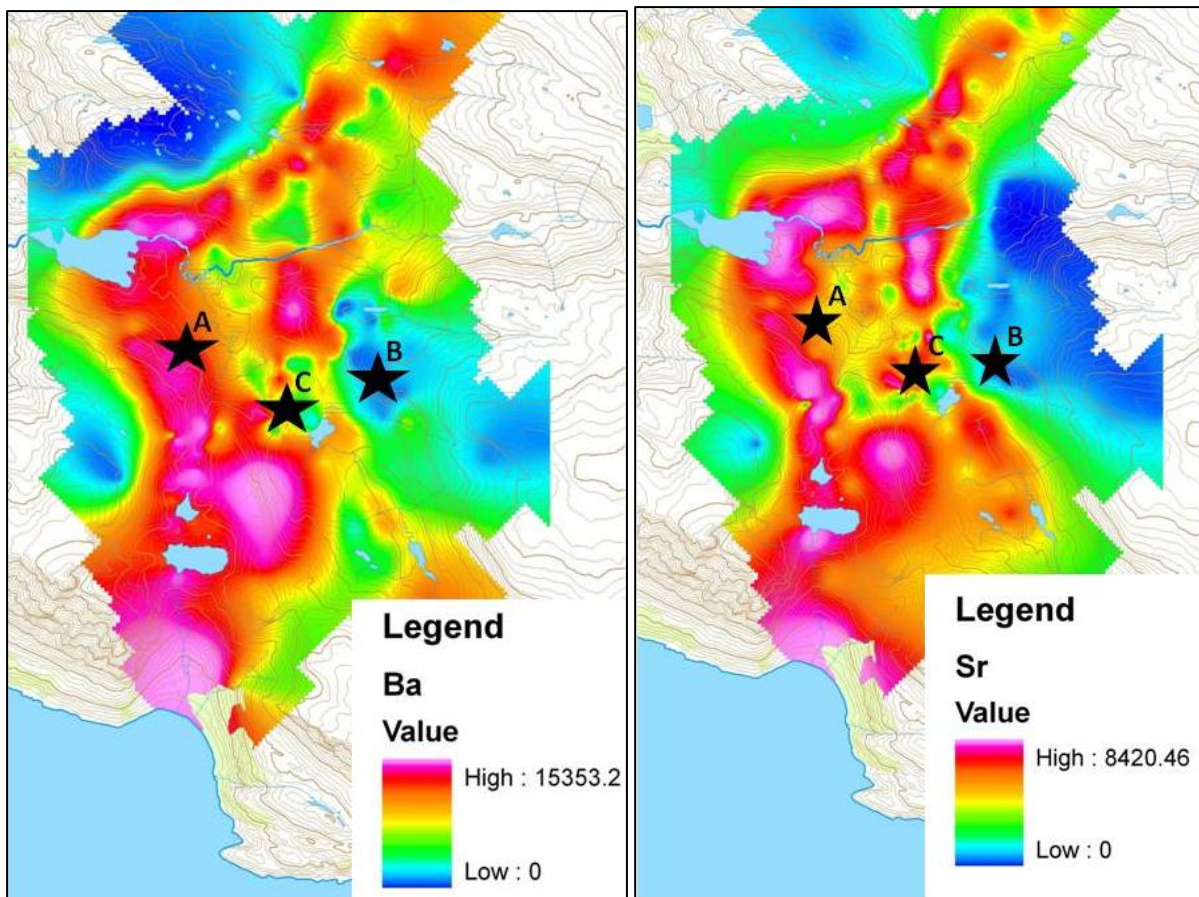 A
B
C
Legend
Ba
Value
High : 15353.2
Low : 0
A
B
C
Legend
Sr
Value
High : 8420.46
Low : 0